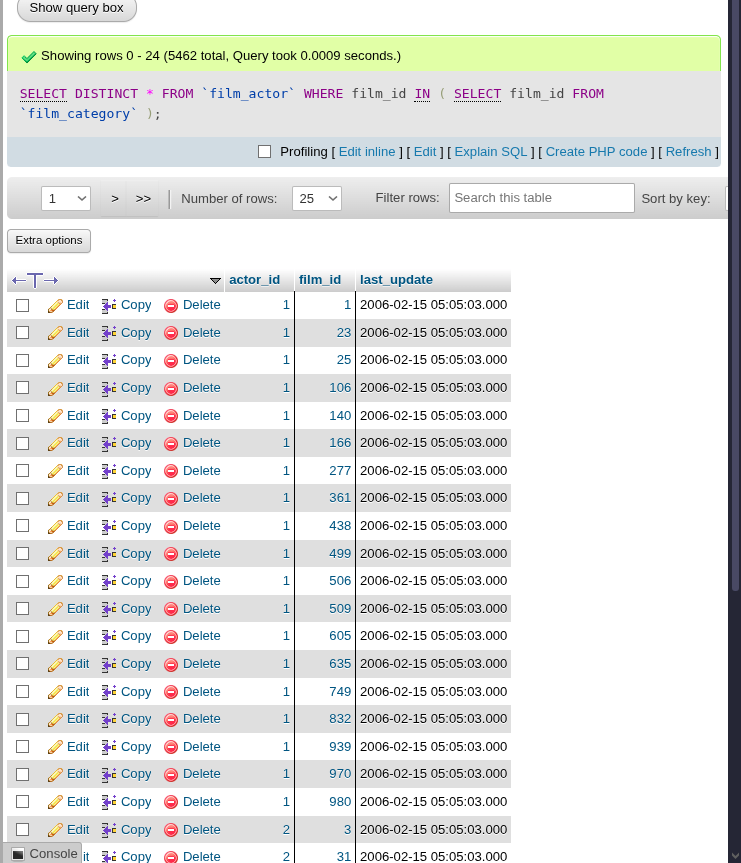 Show query box
Showing rows 0 - 24 (5462 total, Query took 0.0009 seconds.)
SELECT DISTINCT * FROM `film_actor` WHERE film_id IN ( SELECT film_id FROM
`film_category` );
Profiling [ Edit inline ] [ Edit ] [ Explain SQL ] [ Create PHP code ] [ Refresh ]
1 > >> Number of rows: 25 Filter rows: Search this table Sort by key:
Extra options
actor_id film_id last_update
Edit Copy Delete 1 1 2006-02-15 05:05:03.000
Edit Copy Delete 1 23 2006-02-15 05:05:03.000
Edit Copy Delete 1 25 2006-02-15 05:05:03.000
Edit Copy Delete 1 106 2006-02-15 05:05:03.000
Edit Copy Delete 1 140 2006-02-15 05:05:03.000
Edit Copy Delete 1 166 2006-02-15 05:05:03.000
Edit Copy Delete 1 277 2006-02-15 05:05:03.000
Edit Copy Delete 1 361 2006-02-15 05:05:03.000
Edit Copy Delete 1 438 2006-02-15 05:05:03.000
Edit Copy Delete 1 499 2006-02-15 05:05:03.000
Edit Copy Delete 1 506 2006-02-15 05:05:03.000
Edit Copy Delete 1 509 2006-02-15 05:05:03.000
Edit Copy Delete 1 605 2006-02-15 05:05:03.000
Edit Copy Delete 1 635 2006-02-15 05:05:03.000
Edit Copy Delete 1 749 2006-02-15 05:05:03.000
Edit Copy Delete 1 832 2006-02-15 05:05:03.000
Edit Copy Delete 1 939 2006-02-15 05:05:03.000
Edit Copy Delete 1 970 2006-02-15 05:05:03.000
Edit Copy Delete 1 980 2006-02-15 05:05:03.000
Edit Copy Delete 2 3 2006-02-15 05:05:03.000
Console it Copy Delete 2 31 2006-02-15 05:05:03.000